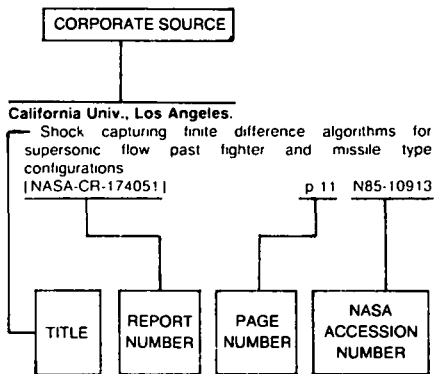 CORPORATE SOURCE
California Univ., Los Angeles.
Shock capturing finite difference algorithms for
supersonic flow past fighter and missile type
configurations
[NASA-CR-174051] p 11 N85-10913
TITLE
REPORT
NUMBER
PAGE
NUMBER
NASA
ACCESSION
NUMBER